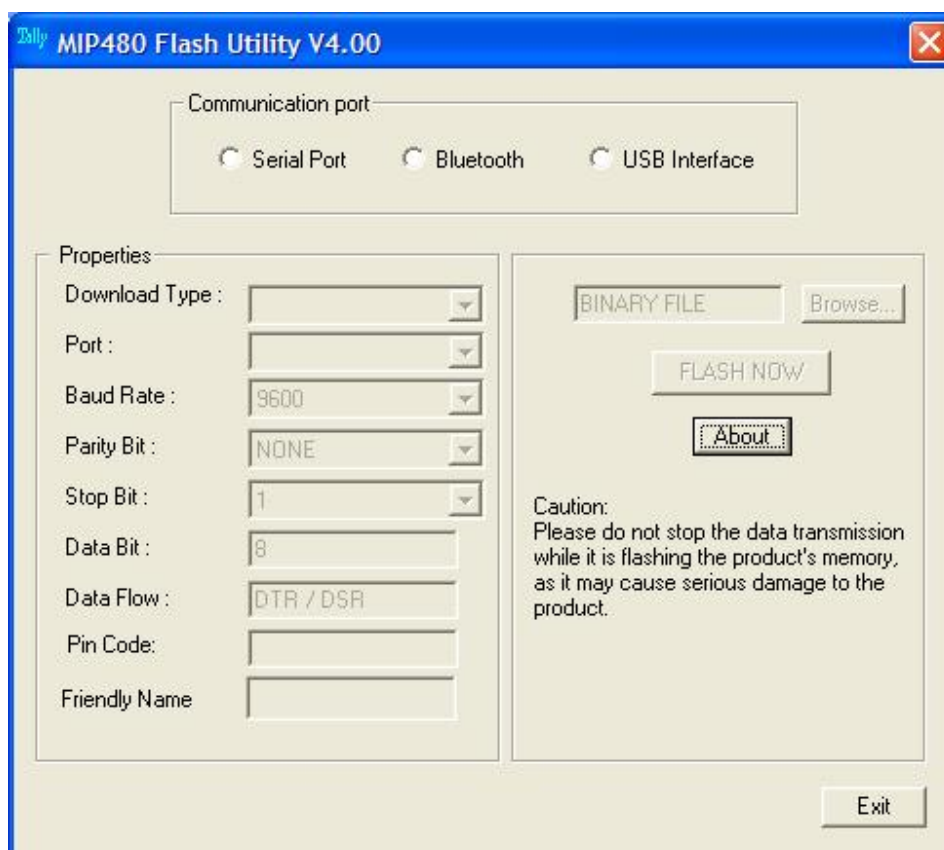 Tally MIP480 Flash Utility V4.00
Communication port
Serial Port Bluetooth USB Interface
Properties
Download Type :
Port :
Baud Rate : 9600
Parity Bit : NONE
Stop Bit : 1
Data Bit : 8
Data Flow : DTR / DSR
Pin Code:
Friendly Name
BINARY FILE Browse...
FLASH NOW
About
Caution:
Please do not stop the data transmission
while it is flashing the product's memory,
as it may cause serious damage to the
product.
Exit